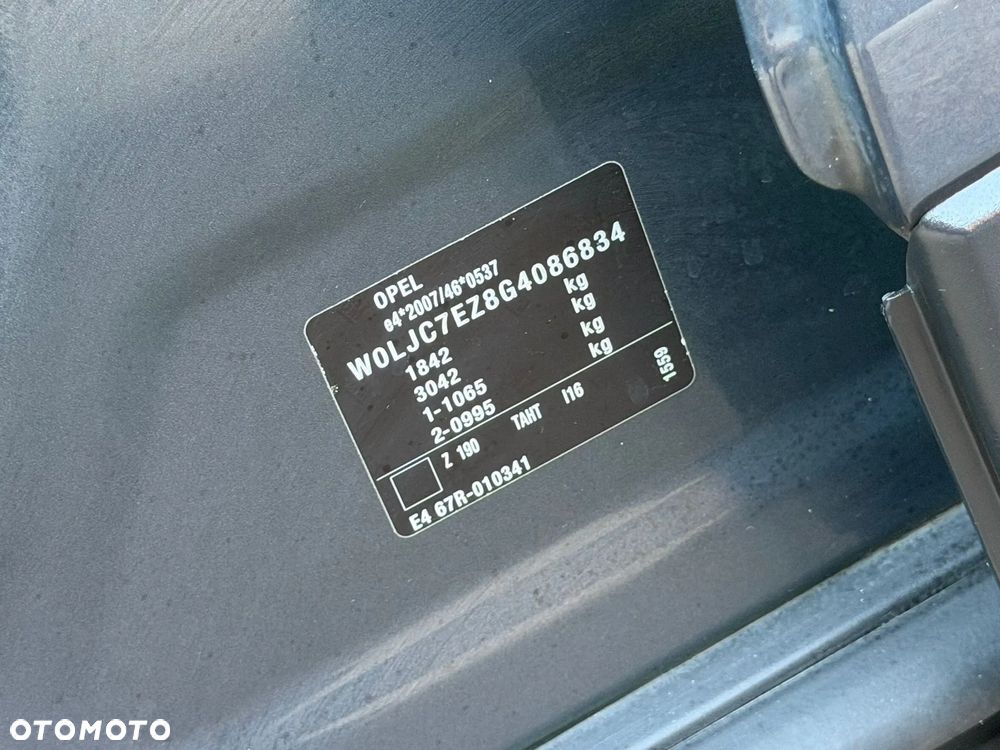 OPEL
e4*2007/46*0537
W0LJC7EZ8G4086834
1842 kg
3042 kg
1-1065 kg
2-0995 kg
Z 190 TAHT I16 1559
E4 67R-010341
OTOMOTO